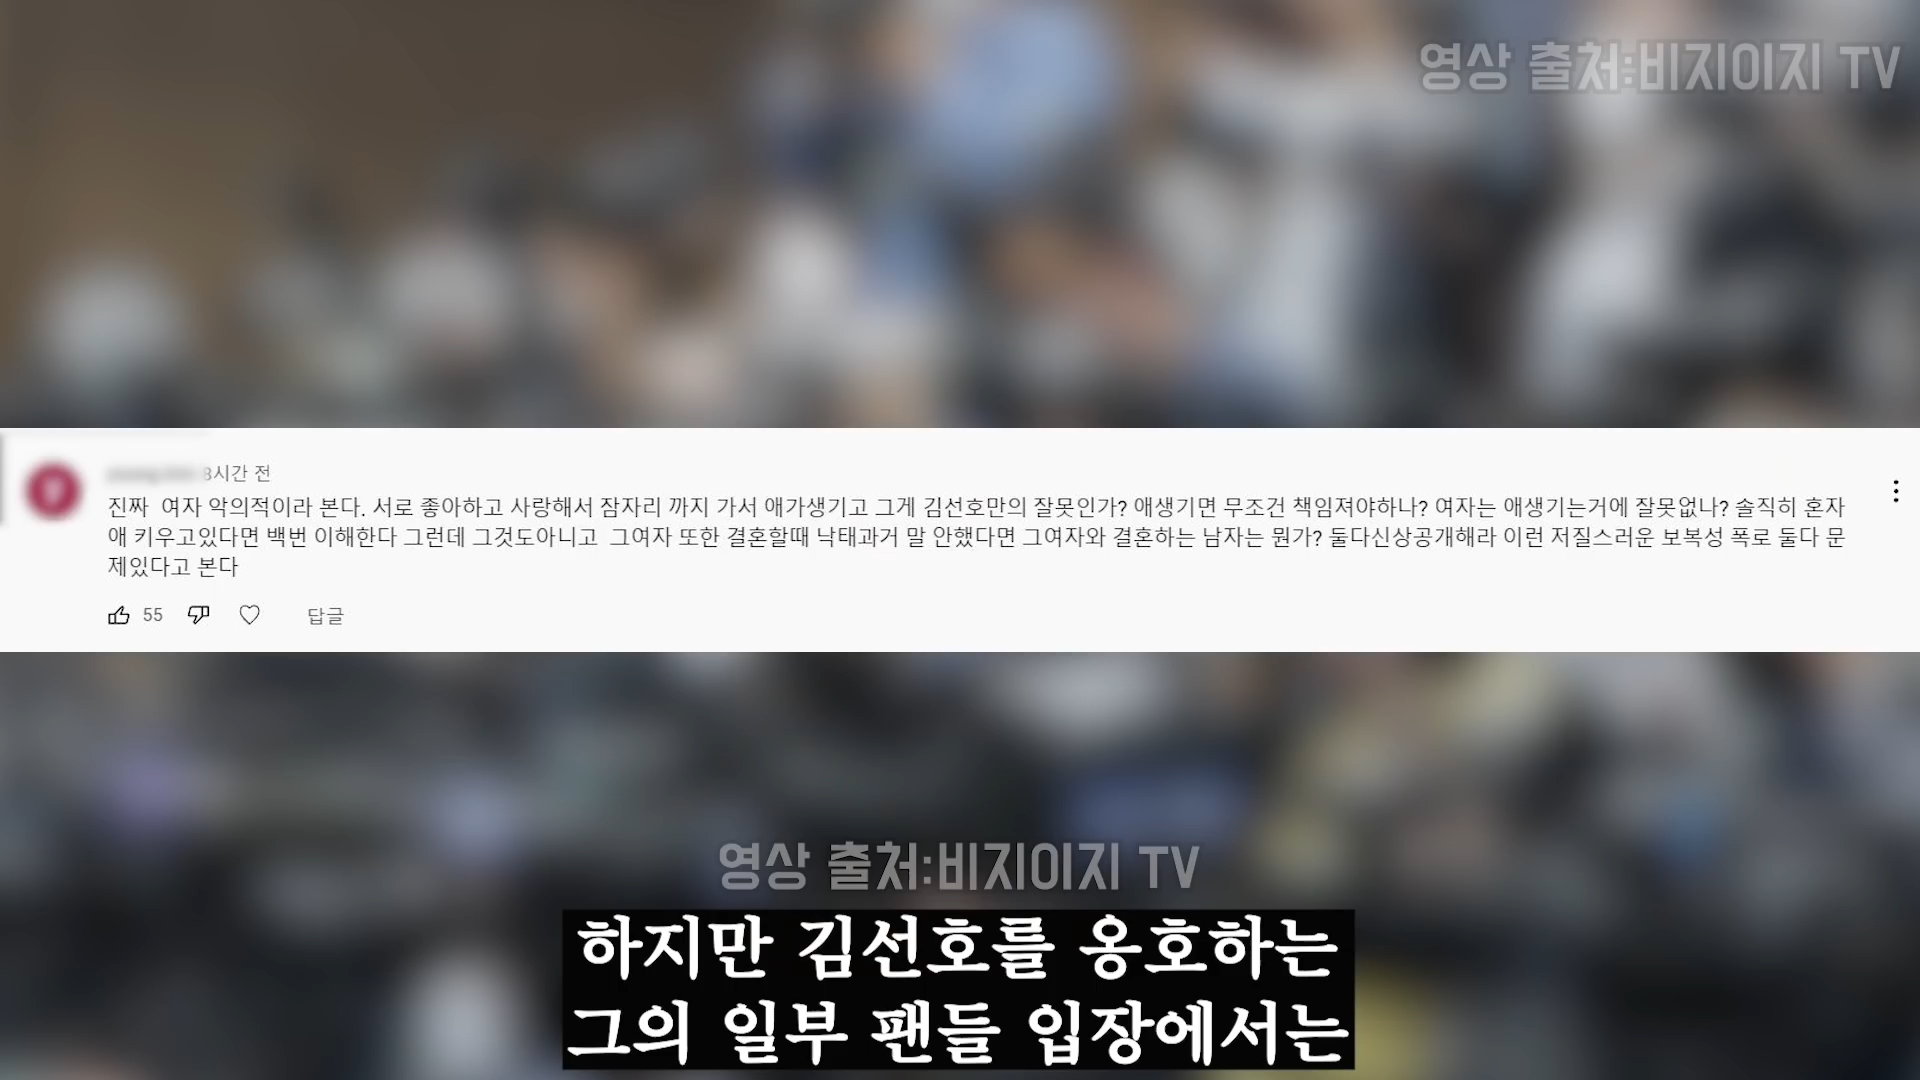 영상 출처:비지이지 TV
8시간 전
진짜 여자 악의적이라 본다. 서로 좋아하고 사랑해서 잠자리 까지 가서 애가생기고 그게 김선호만의 잘못인가? 애생기면 무조건 책임져야하나? 여자는 애생기는거에 잘못없나? 솔직히 혼자
애 키우고있다면 백번 이해한다 그런데 그것도아니고 그여자 또한 결혼할때 낙태과거 말 안했다면 그여자와 결혼하는 남자는 뭔가? 둘다신상공개해라 이런 저질스러운 보복성 폭로 둘다 문
제있다고 본다
55 답글
영상 출처:비지이지 TV
하지만 김선호를 옹호하는
그의 일부 팬들 입장에서는